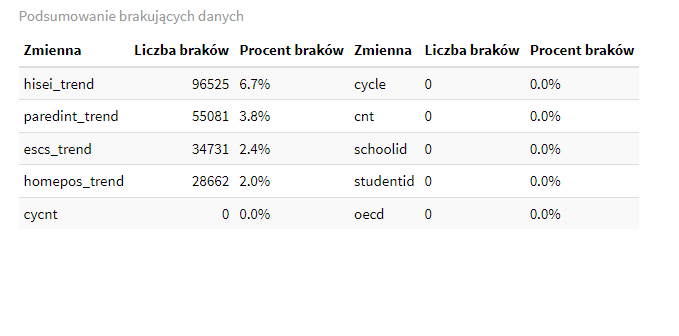 Podsumowanie brakujących danych
Zmienna Liczba braków Procent braków Zmienna Liczba braków Procent braków
hisei_trend 96525 6.7% cycle 0 0.0%
paredint_trend 55081 3.8% cnt 0 0.0%
escs_trend 34731 2.4% schoolid 0 0.0%
homepos_trend 28662 2.0% studentid 0 0.0%
cycnt 0 0.0% oecd 0 0.0%